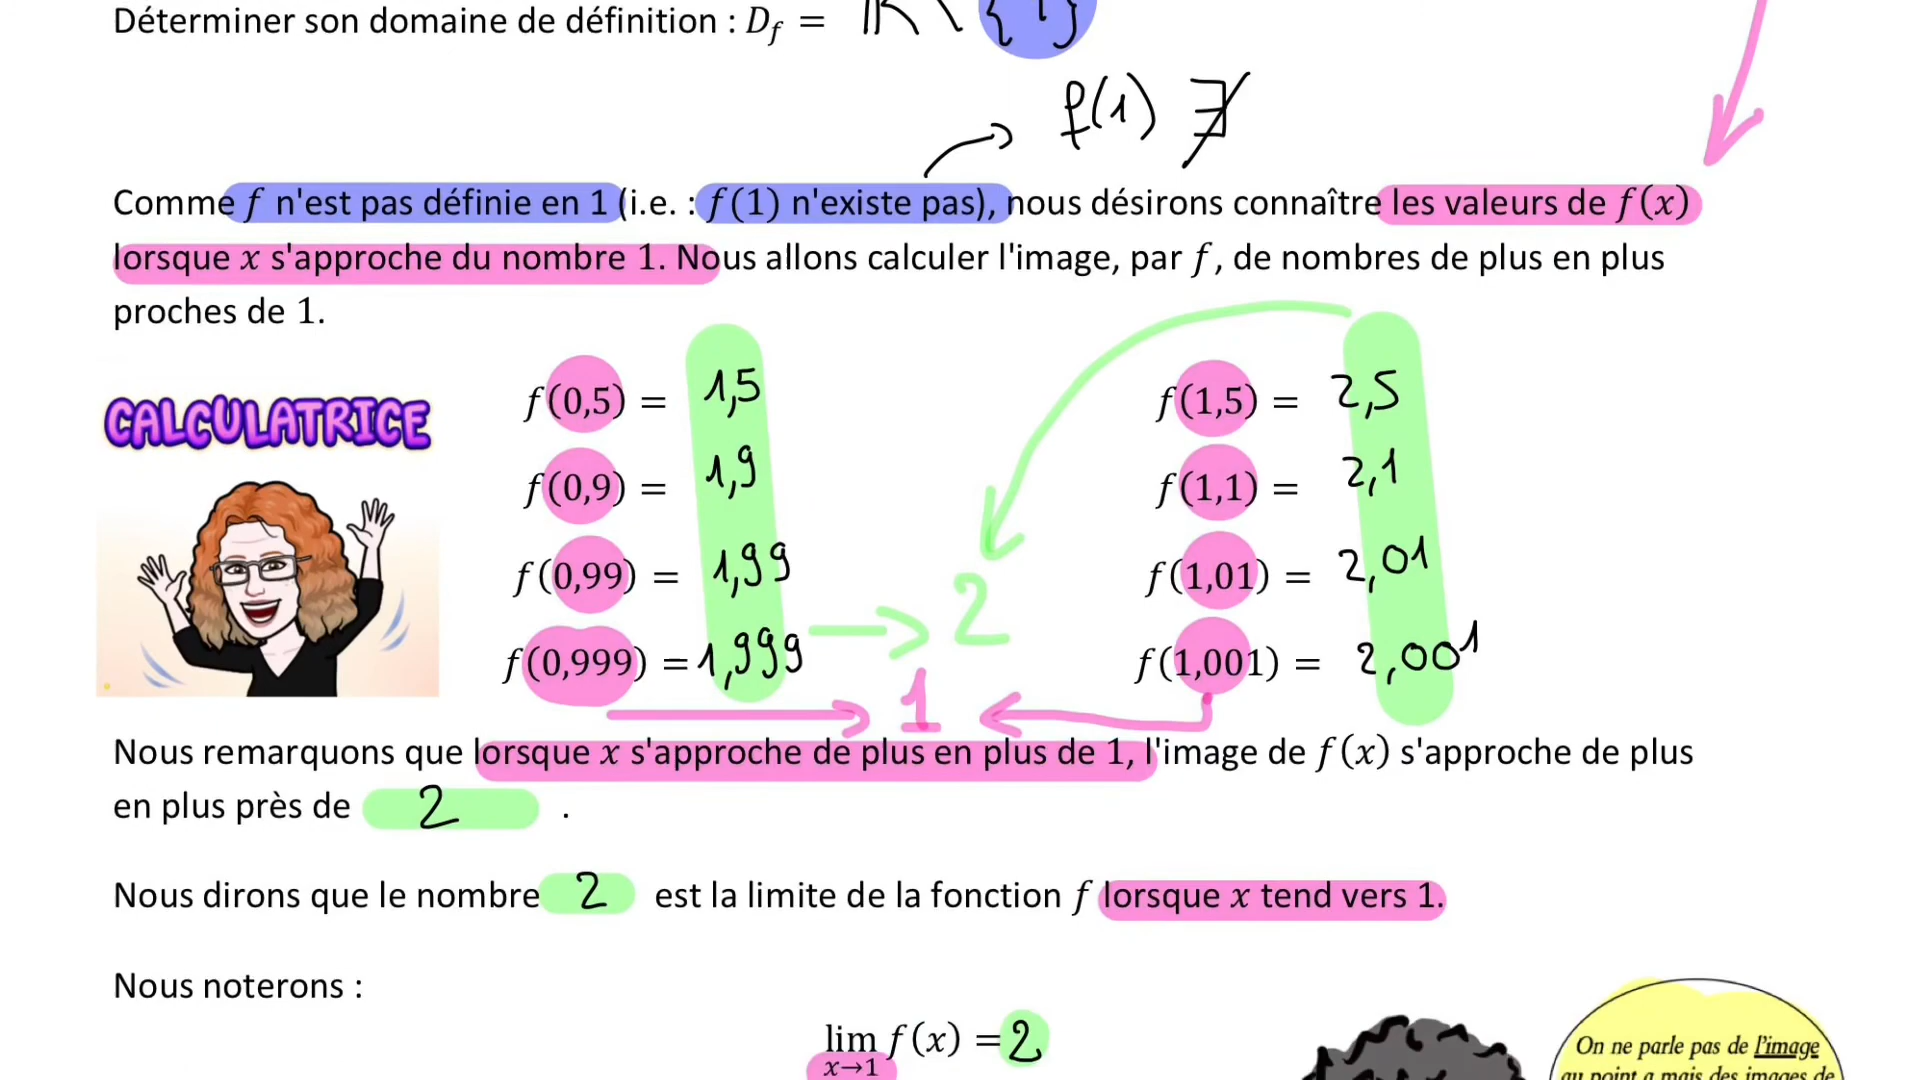 Déterminer son domaine de définition : D_f = ℝ \ {1}
f(1) ∄
Comme f n'est pas définie en 1 (i.e. : f(1) n'existe pas), nous désirons connaître les valeurs de f(x)
lorsque x s'approche du nombre 1. Nous allons calculer l'image, par f, de nombres de plus en plus
proches de 1.
CALCULATRICE
f(0,5) = 1,5
f(0,9) = 1,9
f(0,99) = 1,99
f(0,999) = 1,999
→ 2
→ 1 ←
f(1,5) = 2,5
f(1,1) = 2,1
f(1,01) = 2,01
f(1,001) = 2,001
Nous remarquons que lorsque x s'approche de plus en plus de 1, l'image de f(x) s'approche de plus
en plus près de 2 .
Nous dirons que le nombre 2 est la limite de la fonction f lorsque x tend vers 1.
Nous noterons :
lim f(x) = 2
x→1
On ne parle pas de l'image
au point a mais des images de